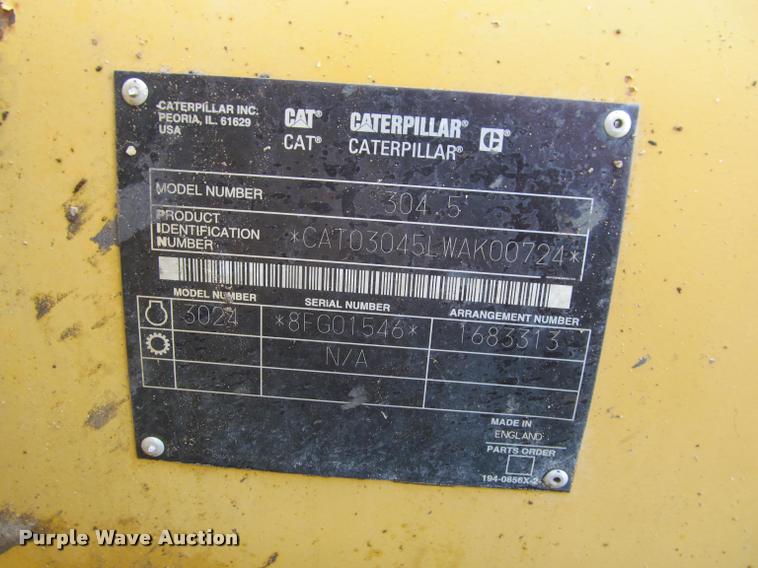 CATERPILLAR INC.
PEORIA, IL. 61629
USA
CAT® CATERPILLAR® C®
CAT® CATERPILLAR®
MODEL NUMBER 304.5
PRODUCT
IDENTIFICATION
NUMBER *CAT03045LWAK00724*
MODEL NUMBER SERIAL NUMBER ARRANGEMENT NUMBER
3024 *8FG01546* 1683313
N/A
MADE IN
ENGLAND
PARTS ORDER
194-0856X-2
Purple Wave Auction